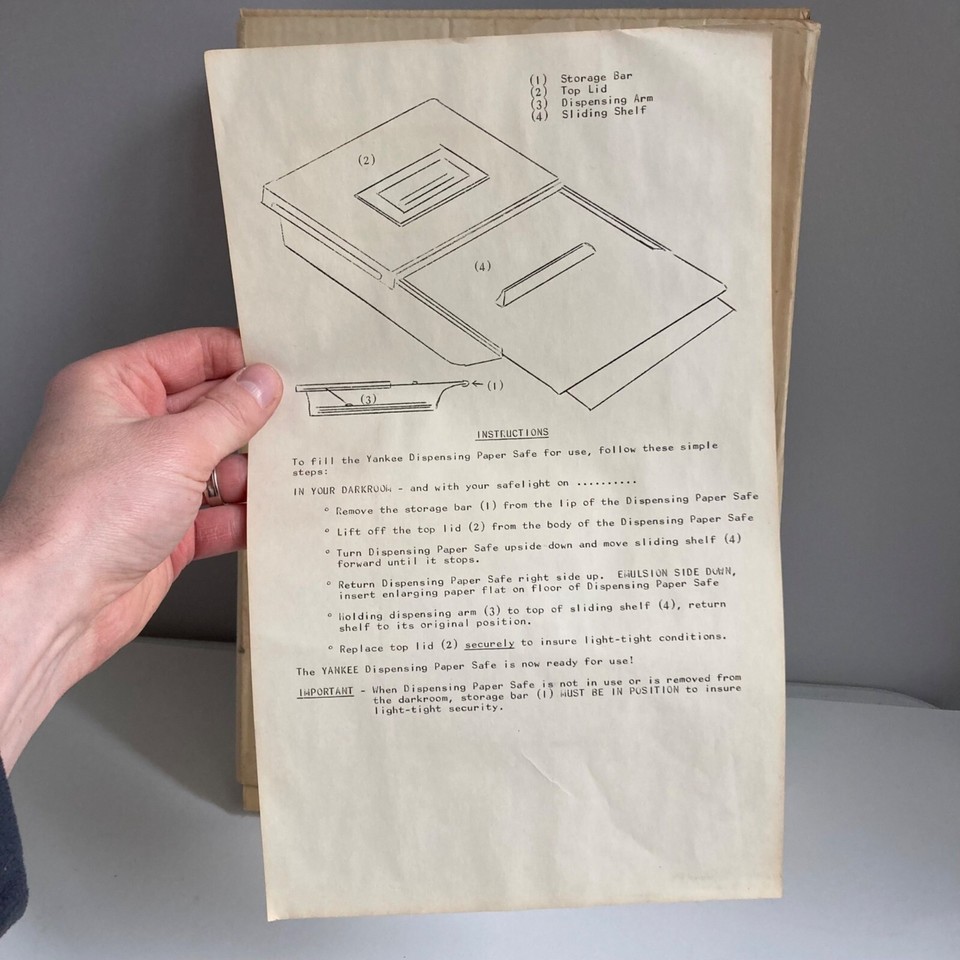 (1) Storage Bar
(2) Top Lid
(3) Dispensing Arm
(4) Sliding Shelf
(2)
(4)
(1)
(3)
INSTRUCTIONS
To fill the Yankee Dispensing Paper Safe for use, follow these simple
steps:
IN YOUR DARKROOM - and with your safelight on ..........
° Remove the storage bar (1) from the lip of the Dispensing Paper Safe
° Lift off the top lid (2) from the body of the Dispensing Paper Safe
° Turn Dispensing Paper Safe upside down and move sliding shelf (4)
forward until it stops.
° Return Dispensing Paper Safe right side up. EMULSION SIDE DOWN,
insert enlarging paper flat on floor of Dispensing Paper Safe
° Holding dispensing arm (3) to top of sliding shelf (4), return
shelf to its original position.
° Replace top lid (2) securely to insure light-tight conditions.
The YANKEE Dispensing Paper Safe is now ready for use!
IMPORTANT - When Dispensing Paper Safe is not in use or is removed from
the darkroom, storage bar (1) MUST BE IN POSITION to insure
light-tight security.